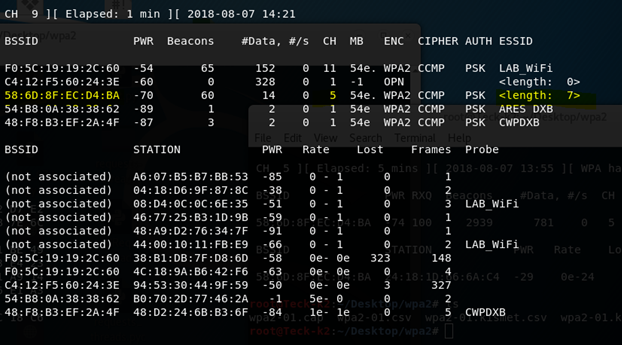 CH  9 ][ Elapsed: 1 min ][ 2018-08-07 14:21
BSSID              PWR  Beacons    #Data, #/s  CH  MB   ENC  CIPHER AUTH ESSID
F0:5C:19:19:2C:60  -54       65      152    0  11  54e. WPA2 CCMP   PSK  LAB_WiFi
C4:12:F5:60:24:3E  -60        0      328    0   1  -1   OPN              <length:  0>
58:6D:8F:EC:D4:BA  -70       60       14    0   5  54e. WPA2 CCMP   PSK  <length:  7>
54:B8:0A:38:38:62  -89        1        2    0   1  54e  WPA2 CCMP   PSK  ARES DXB
48:F8:B3:EF:2A:4F  -87        3        2    0   1  54e  WPA2 CCMP   PSK  CWPDXB
BSSID              STATION            PWR   Rate    Lost    Frames  Probe
(not associated)   A6:07:B5:B7:BB:53  -85    0 - 1      0        1
(not associated)   04:18:D6:9F:87:8C  -38    0 - 1      0        2
(not associated)   08:D4:0C:0C:6E:35  -51    0 - 1      0        3  LAB_WiFi
(not associated)   46:77:25:B3:1D:9B  -59    0 - 1      0        1
(not associated)   48:A9:D2:76:34:7F  -91    0 - 1      0        1
(not associated)   44:00:10:11:FB:E9  -66    0 - 1      0        2  LAB_WiFi
F0:5C:19:19:2C:60  38:B1:DB:7F:D8:6D  -58    0e- 0e   323      148
F0:5C:19:19:2C:60  4C:18:9A:B6:42:F6  -63    0e- 0e     0        4
C4:12:F5:60:24:3E  94:53:30:44:9F:59  -50    0e- 0e     3      327
54:B8:0A:38:38:62  B0:70:2D:77:46:2A   -1    5e- 0      0        2
48:F8:B3:EF:2A:4F  48:D2:24:6B:B3:6F  -84    1e- 1e     0        5  CWPDXB
File Edit View Search Terminal Help
CH 5 ][ Elapsed: 5 mins ][ 2018-08-07 13:55 ][ WPA ha
root@Teck-k2:~/Desktop/wpa2# ls
root@Teck-k2:~/Desktop/wpa2#